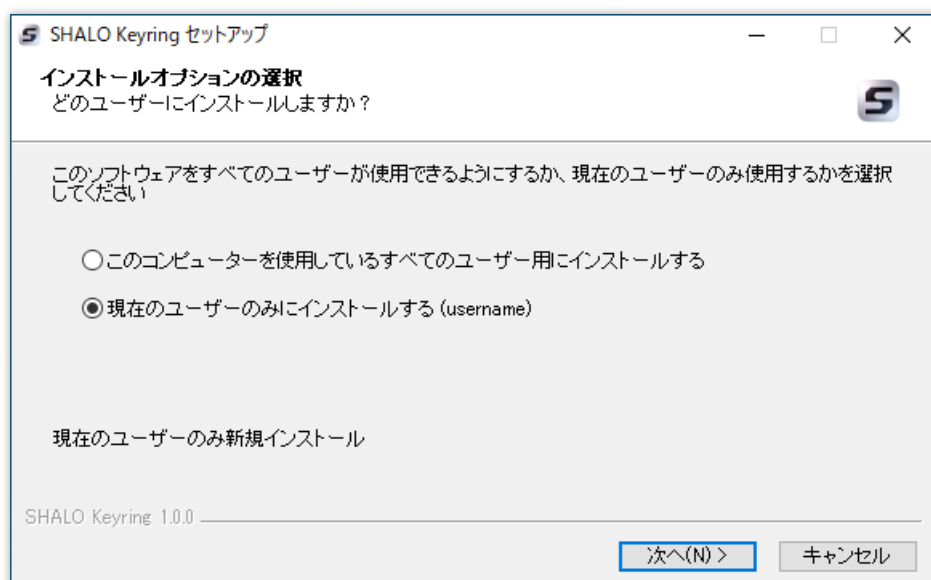 SHALO Keyring セットアップ
インストールオプションの選択
どのユーザーにインストールしますか？
このソフトウェアをすべてのユーザーが使用できるようにするか、現在のユーザーのみ使用するかを選択
してください
このコンピューターを使用しているすべてのユーザー用にインストールする
現在のユーザーのみにインストールする (username)
現在のユーザーのみ新規インストール
SHALO Keyring 1.0.0
次へ(N) >
キャンセル